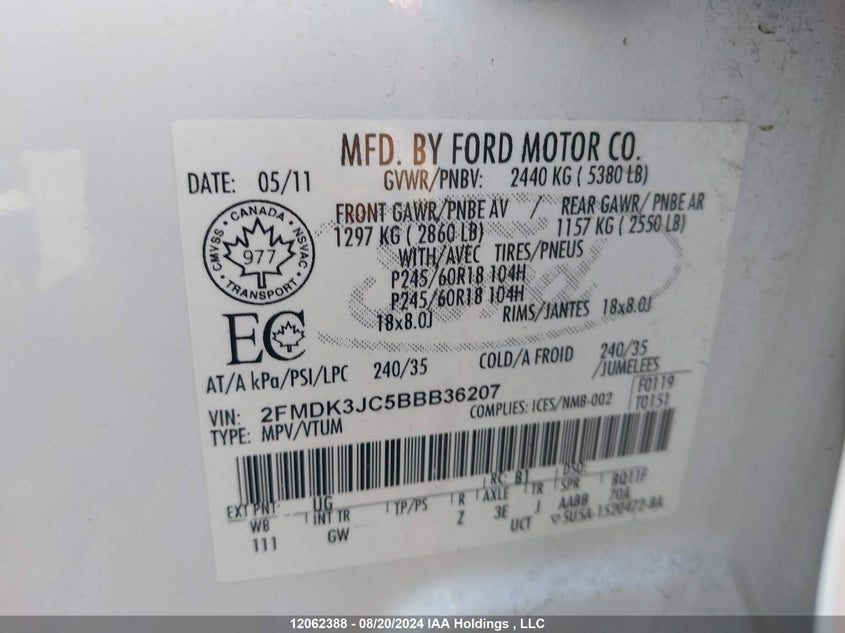 MFD. BY FORD MOTOR CO.
DATE: 05/11 GVWR/PNBV: 2440 KG ( 5380 LB)
FRONT GAWR/PNBE AV / REAR GAWR/ PNBE AR
1297 KG ( 2860 LB) 1157 KG ( 2550 LB)
WITH/AVEC TIRES/PNEUS
P245/60R18 104H
P245/60R18 104H
18x8.0J RIMS/JANTES 18x8.0J
CMVSS · CANADA · NSVAC
977
TRANSPORT
EC
AT/A kPa/PSI/LPC 240/35 COLD/A FROID 240/35
/JUMELEES
VIN: 2FMDK3JC5BBB36207
TYPE: MPV/VTUM COMPLIES: ICES/NMB-002
F0119
T0151
EXT PNT: UG RC: B1 DSO:
WB INT TR TP/PS R AXLE TR SPR BQ11F
111 GW Z 3E J AABB 70A
UCT 5U5A-1520472-BA
Ford
12062388 - 08/20/2024 IAA Holdings , LLC